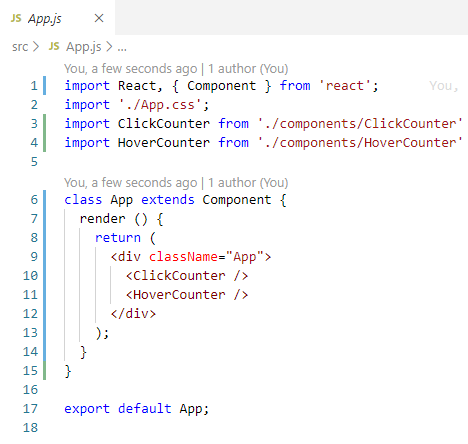 JS App.js ×
src > JS App.js > ...
You, a few seconds ago | 1 author (You)
1 import React, { Component } from 'react'; You,
2 import './App.css';
3 import ClickCounter from './components/ClickCounter'
4 import HoverCounter from './components/HoverCounter'
5
You, a few seconds ago | 1 author (You)
6 class App extends Component {
7 render () {
8 return (
9 <div className="App">
10 <ClickCounter />
11 <HoverCounter />
12 </div>
13 );
14 }
15 }
16
17 export default App;
18